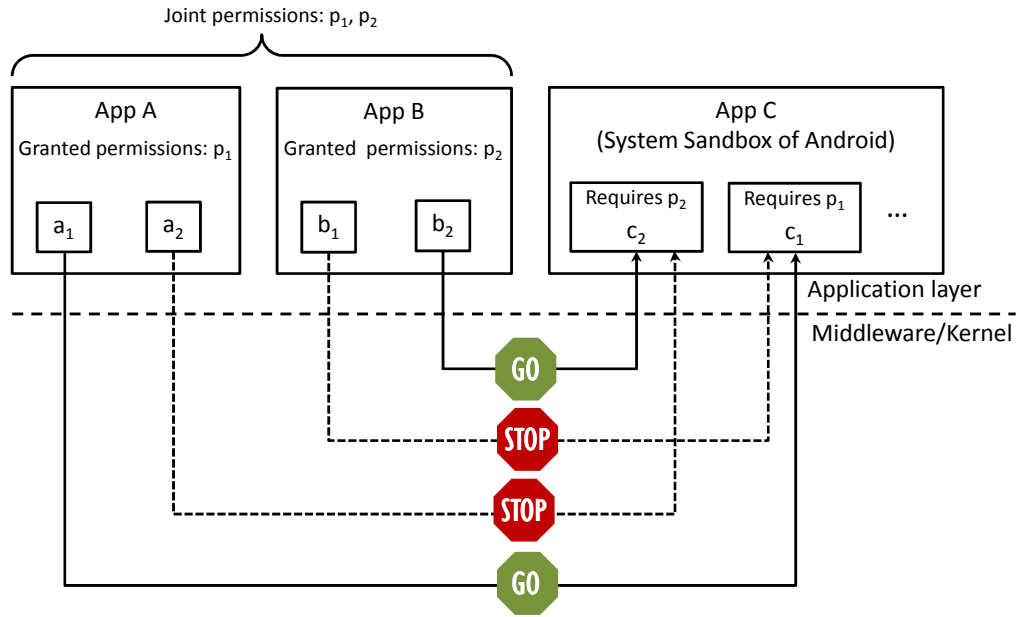 Joint permissions: p₁, p₂
App A
Granted permissions: p₁
a₁
a₂
App B
Granted permissions: p₂
b₁
b₂
App C
(System Sandbox of Android)
Requires p₂
c₂
Requires p₁
c₁
...
Application layer
Middleware/Kernel
GO
STOP
STOP
GO